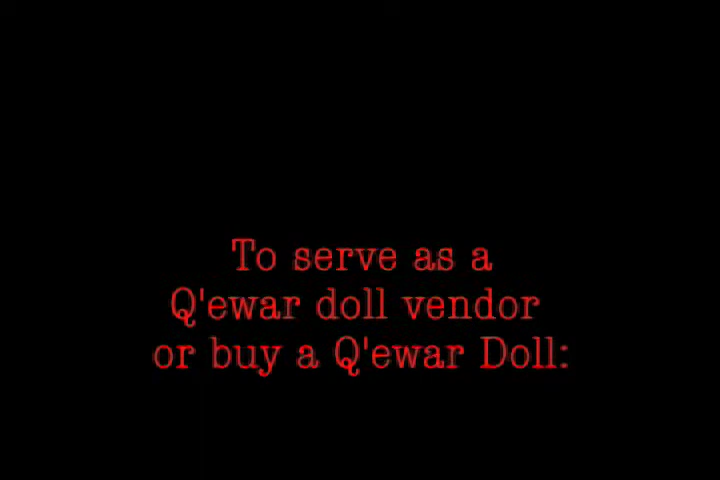 To serve as a
Q'ewar doll vendor
or buy a Q'ewar Doll: